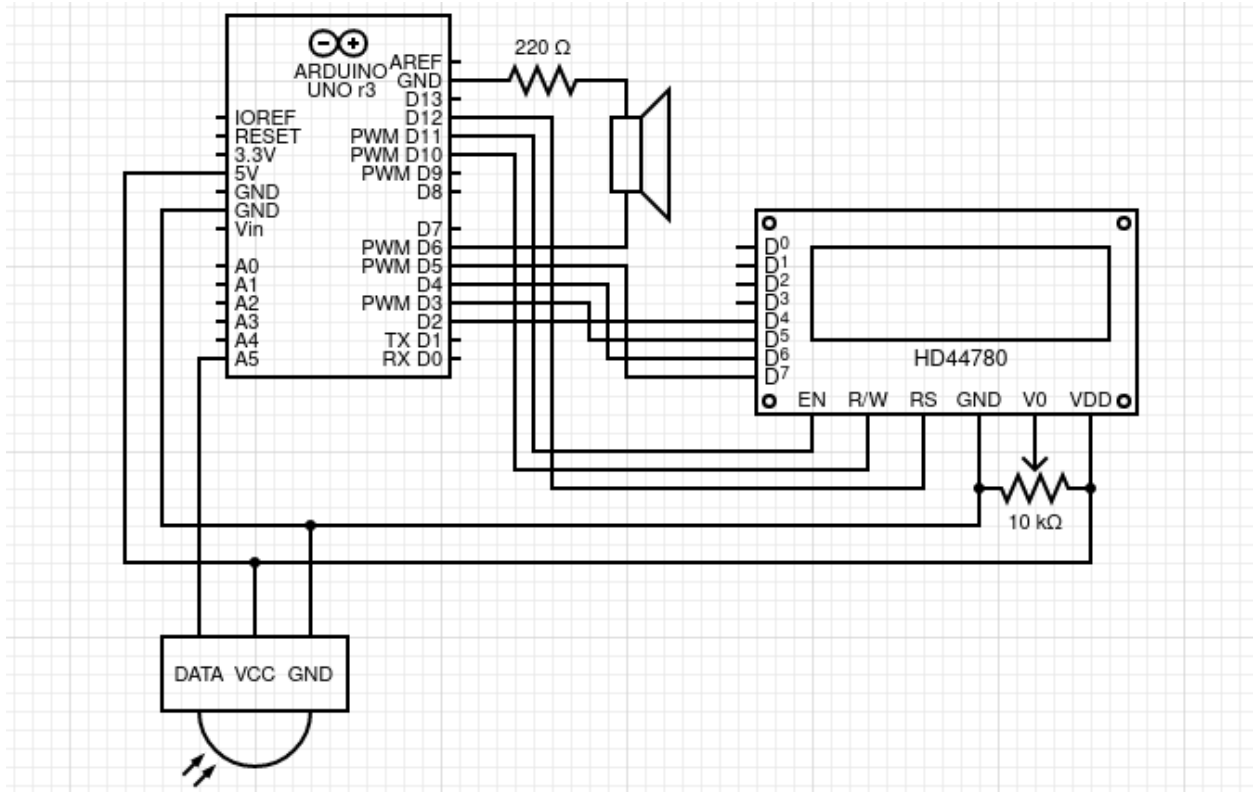 ARDUINO
UNO r3
AREF
GND
D13
D12
PWM D11
PWM D10
PWM D9
D8
D7
PWM D6
PWM D5
D4
PWM D3
D2
TX D1
RX D0
IOREF
RESET
3.3V
5V
GND
GND
Vin
A0
A1
A2
A3
A4
A5
220 Ω
D0
D1
D2
D3
D4
D5
D6
D7
HD44780
EN R/W RS GND V0 VDD
10 kΩ
DATA VCC GND